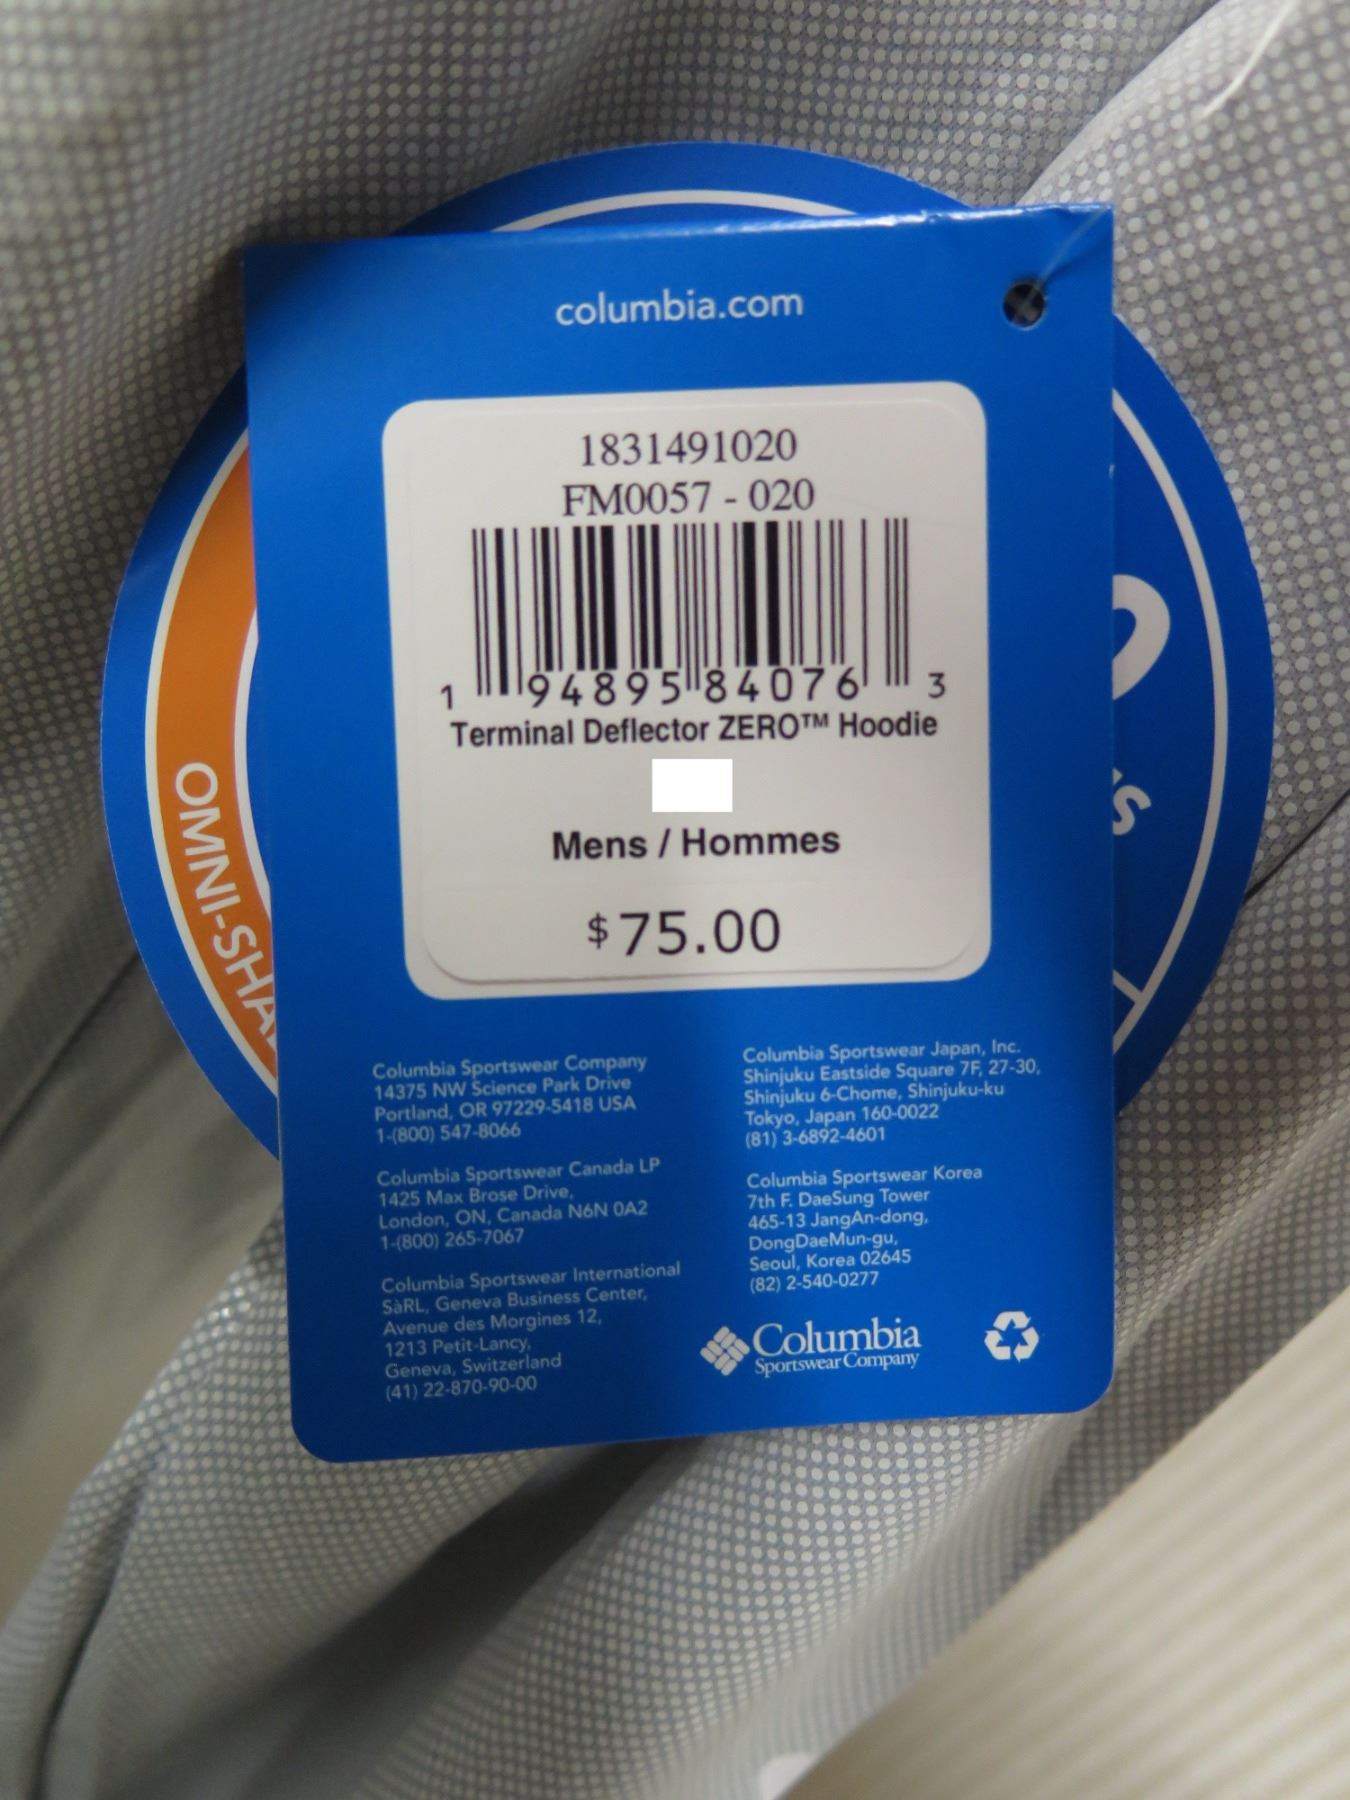 columbia.com
1831491020
FM0057 - 020
1 94895 84076 3
Terminal Deflector ZERO™ Hoodie
Mens / Hommes
$75.00
Columbia Sportswear Company
14375 NW Science Park Drive
Portland, OR 97229-5418 USA
1-(800) 547-8066
Columbia Sportswear Canada LP
1425 Max Brose Drive,
London, ON, Canada N6N 0A2
1-(800) 265-7067
Columbia Sportswear International
SàRL, Geneva Business Center,
Avenue des Morgines 12,
1213 Petit-Lancy,
Geneva, Switzerland
(41) 22-870-90-00
Columbia Sportswear Japan, Inc.
Shinjuku Eastside Square 7F, 27-30,
Shinjuku 6-Chome, Shinjuku-ku
Tokyo, Japan 160-0022
(81) 3-6892-4601
Columbia Sportswear Korea
7th F. DaeSung Tower
465-13 JangAn-dong,
DongDaeMun-gu,
Seoul, Korea 02645
(82) 2-540-0277
Columbia
Sportswear Company
OMNI-SHA